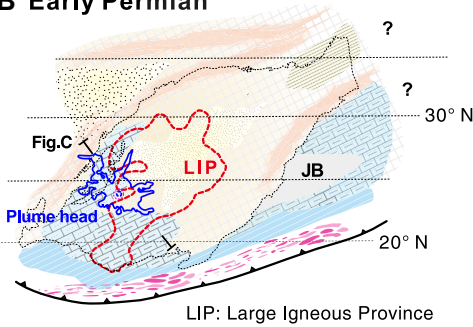 B Early Permian
?
?
30° N
Fig.C
LIP
JB
Plume head
20° N
LIP: Large Igneous Province